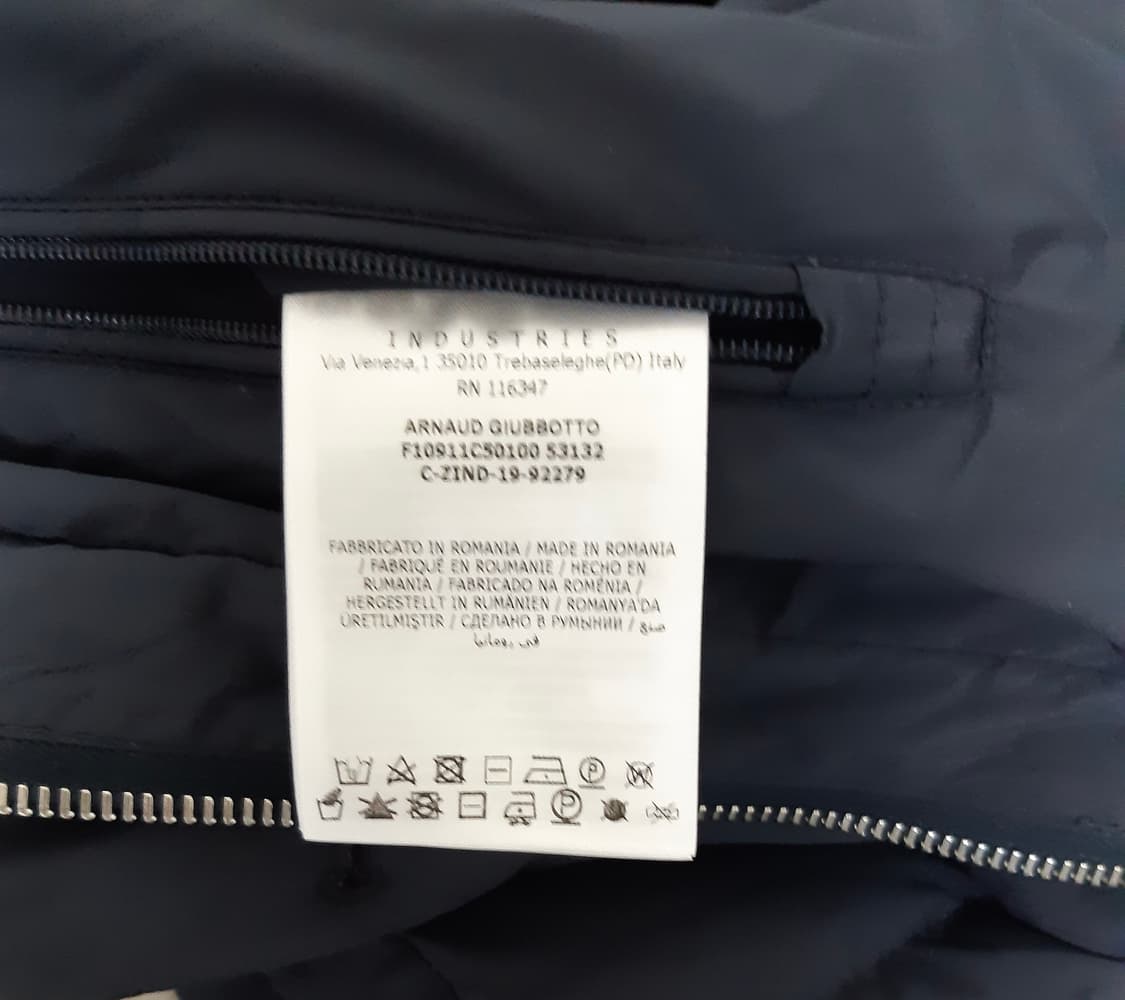 INDUSTRIES
Via Venezia,1 35010 Trebaseleghe(PD) Italy
RN 116347
ARNAUD GIUBBOTTO
F10911C50100 53132
C-ZIND-19-92279
FABBRICATO IN ROMANIA / MADE IN ROMANIA
/ FABRIQUÉ EN ROUMANIE / HECHO EN
RUMANIA / FABRICADO NA ROMÉNIA /
HERGESTELLT IN RUMÄNIEN / ROMANYA'DA
ÜRETILMIŞTIR / СДЕЛАНО В РУМЫНИИ / صنع
في رومانيا